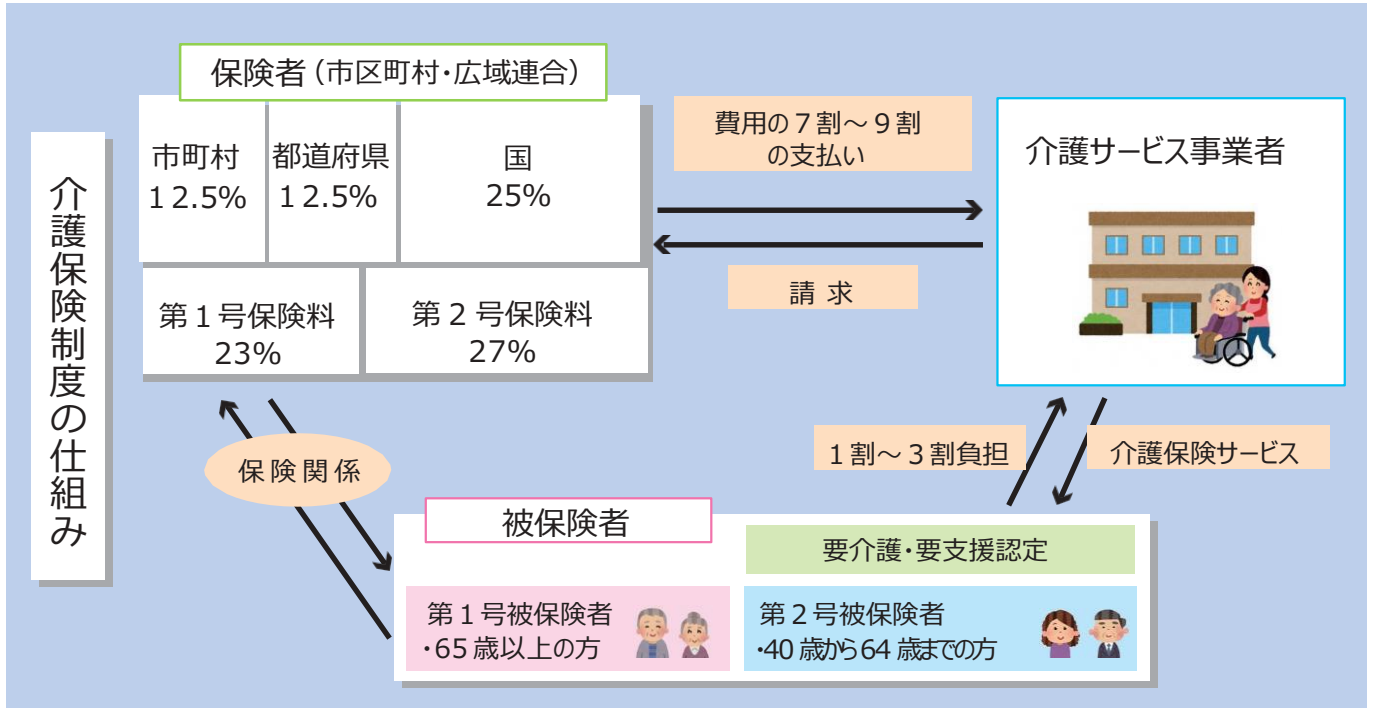 介護保険制度の仕組み
保険者(市区町村・広域連合)
市町村
12.5%
都道府県
12.5%
国
25%
第1号保険料
23%
第2号保険料
27%
費用の7割~9割
の支払い
請求
介護サービス事業者
保険関係
1割~3割負担
介護保険サービス
被保険者
要介護・要支援認定
第1号被保険者
・65歳以上の方
第2号被保険者
・40歳から64歳までの方